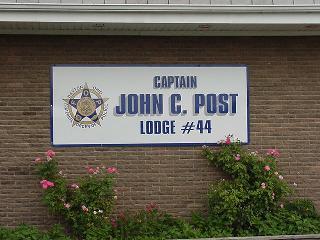 CAPTAIN
JOHN C. POST
LODGE #44